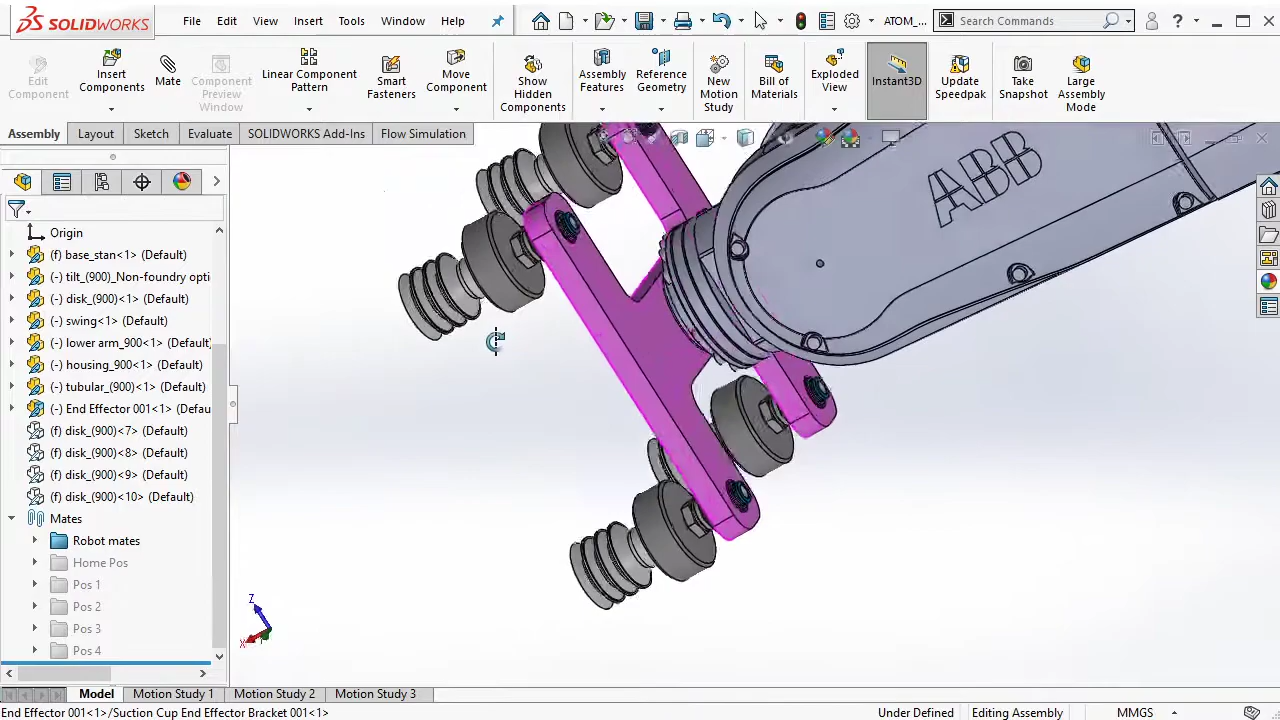 SOLIDWORKS File Edit View Insert Tools Window Help ATOM_... Search Commands ?
Edit Component
Insert Components
Mate
Component Preview Window
Linear Component Pattern
Smart Fasteners
Move Component
Show Hidden Components
Assembly Features
Reference Geometry
New Motion Study
Bill of Materials
Exploded View
Instant3D
Update Speedpak
Take Snapshot
Large Assembly Mode
Assembly Layout Sketch Evaluate SOLIDWORKS Add-Ins Flow Simulation
Origin
(f) base_stan<1> (Default)
(-) tilt_(900)_Non-foundry opti
(-) disk_(900)<1> (Default)
(-) swing<1> (Default)
(-) lower arm_900<1> (Default)
(-) housing_900<1> (Default)
(-) tubular_(900)<1> (Default)
(-) End Effector 001<1> (Defau
(f) disk_(900)<7> (Default)
(f) disk_(900)<8> (Default)
(f) disk_(900)<9> (Default)
(f) disk_(900)<10> (Default)
Mates
Robot mates
Home Pos
Pos 1
Pos 2
Pos 3
Pos 4
ABB
Z
X
Model Motion Study 1 Motion Study 2 Motion Study 3
End Effector 001<1>/Suction Cup End Effector Bracket 001<1> Under Defined Editing Assembly MMGS